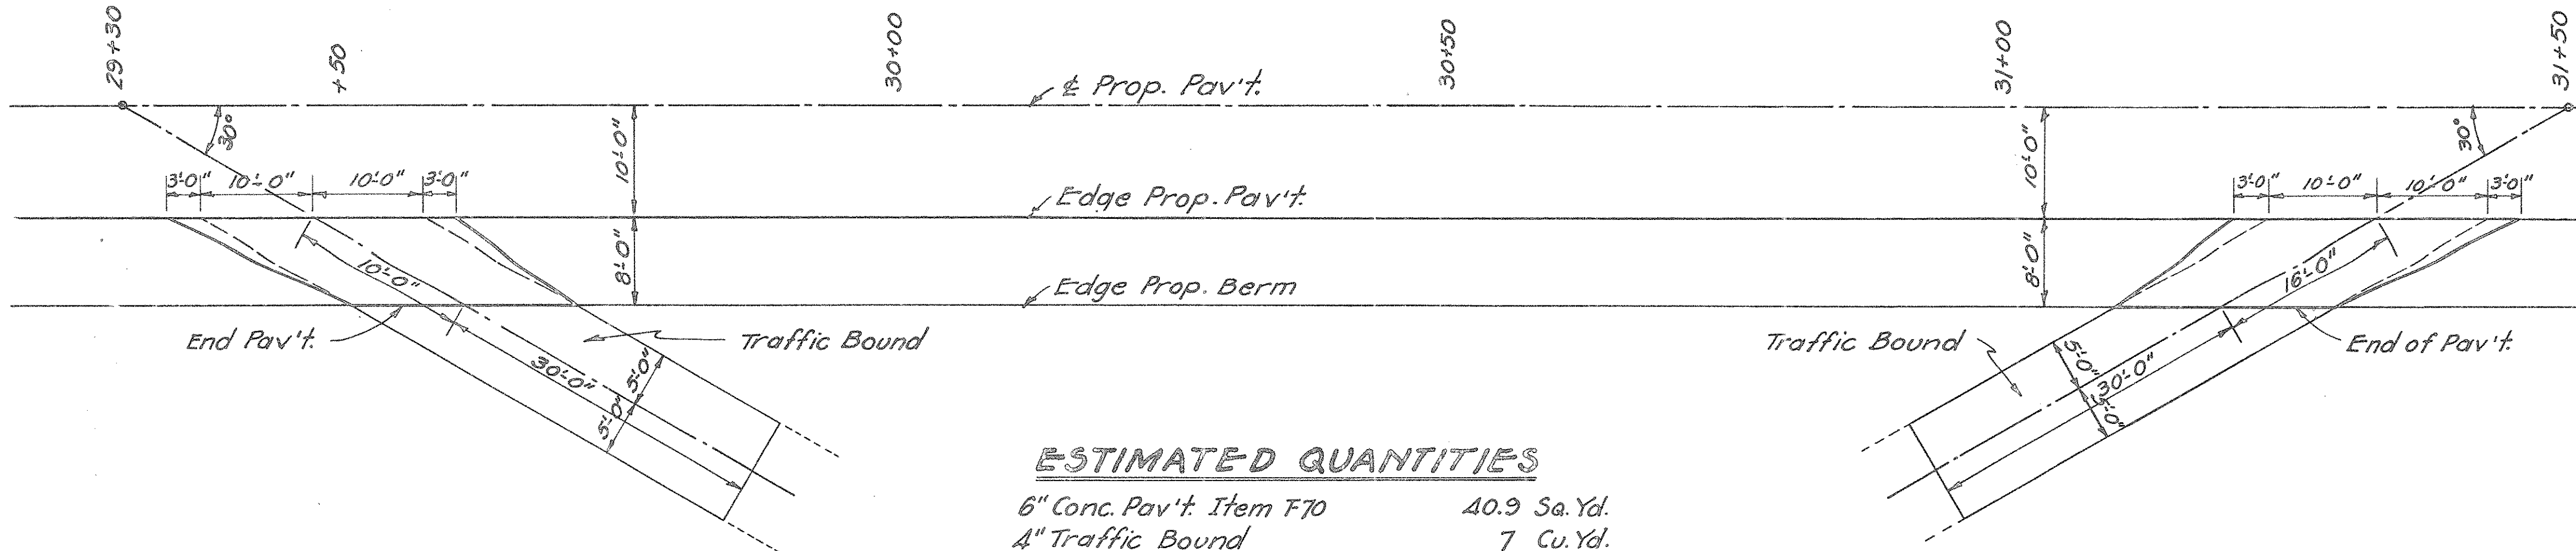 29+30
+50
30+00
30+50
31+00
31+50
℄ Prop. Pav't.
30°
30°
10'-0"
10'-0"
3'-0" 10'-0" 10'-0" 3'-0"
3'-0" 10'-0" 10'-0" 3'-0"
Edge Prop. Pav't.
8'-0"
8'-0"
10'-0"
16'-0"
Edge Prop. Berm
End Pav't.
Traffic Bound
Traffic Bound
End of Pav't.
30'-0"
5'-0"
5'-0"
5'-0"
30'-0"
5'-0"
ESTIMATED QUANTITIES
6" Conc. Pav't. Item F70 40.9 Sq. Yd.
4" Traffic Bound 7 Cu. Yd.